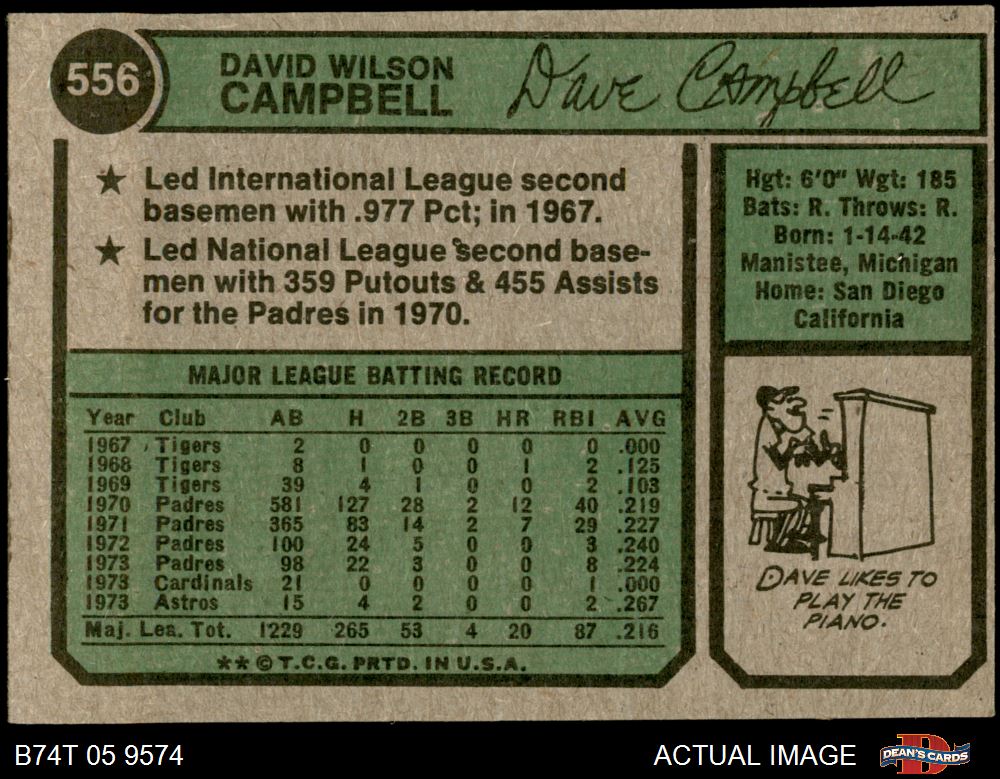 556
DAVID WILSON
CAMPBELL
Dave Campbell
★ Led International League second
basemen with .977 Pct; in 1967.
★ Led National League second base-
men with 359 Putouts & 455 Assists
for the Padres in 1970.
Hgt: 6'0" Wgt: 185
Bats: R. Throws: R.
Born: 1-14-42
Manistee, Michigan
Home: San Diego
California
MAJOR LEAGUE BATTING RECORD
Year Club AB H 2B 3B HR RBI AVG
1967 Tigers 2 0 0 0 0 0 .000
1968 Tigers 8 1 0 0 1 2 .125
1969 Tigers 39 4 1 0 0 2 .103
1970 Padres 581 127 28 2 12 40 .219
1971 Padres 365 83 14 2 7 29 .227
1972 Padres 100 24 5 0 0 3 .240
1973 Padres 98 22 3 0 0 8 .224
1973 Cardinals 21 0 0 0 0 1 .000
1973 Astros 15 4 2 0 0 2 .267
Maj. Lea. Tot. 1229 265 53 4 20 87 .216
★★ © T.C.G. PRTD. IN U.S.A.
DAVE LIKES TO
PLAY THE
PIANO.
B74T 05 9574
ACTUAL IMAGE
DEAN'S CARDS